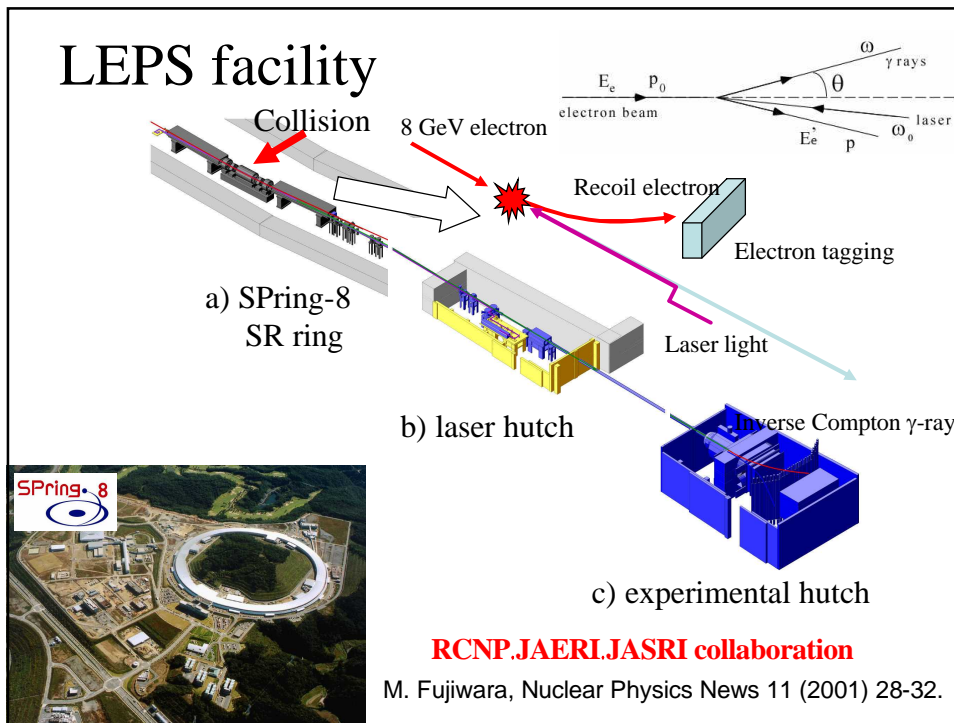 LEPS facility
ω
γ rays
E_e
p_0
θ
electron beam
laser
ω_0
E_e'
p
Collision
8 GeV electron
Recoil electron
Electron tagging
a) SPring-8
SR ring
Laser light
b) laser hutch
Inverse Compton γ-ray
SPring-8
c) experimental hutch
RCNP.JAERI.JASRI collaboration
M. Fujiwara, Nuclear Physics News 11 (2001) 28-32.